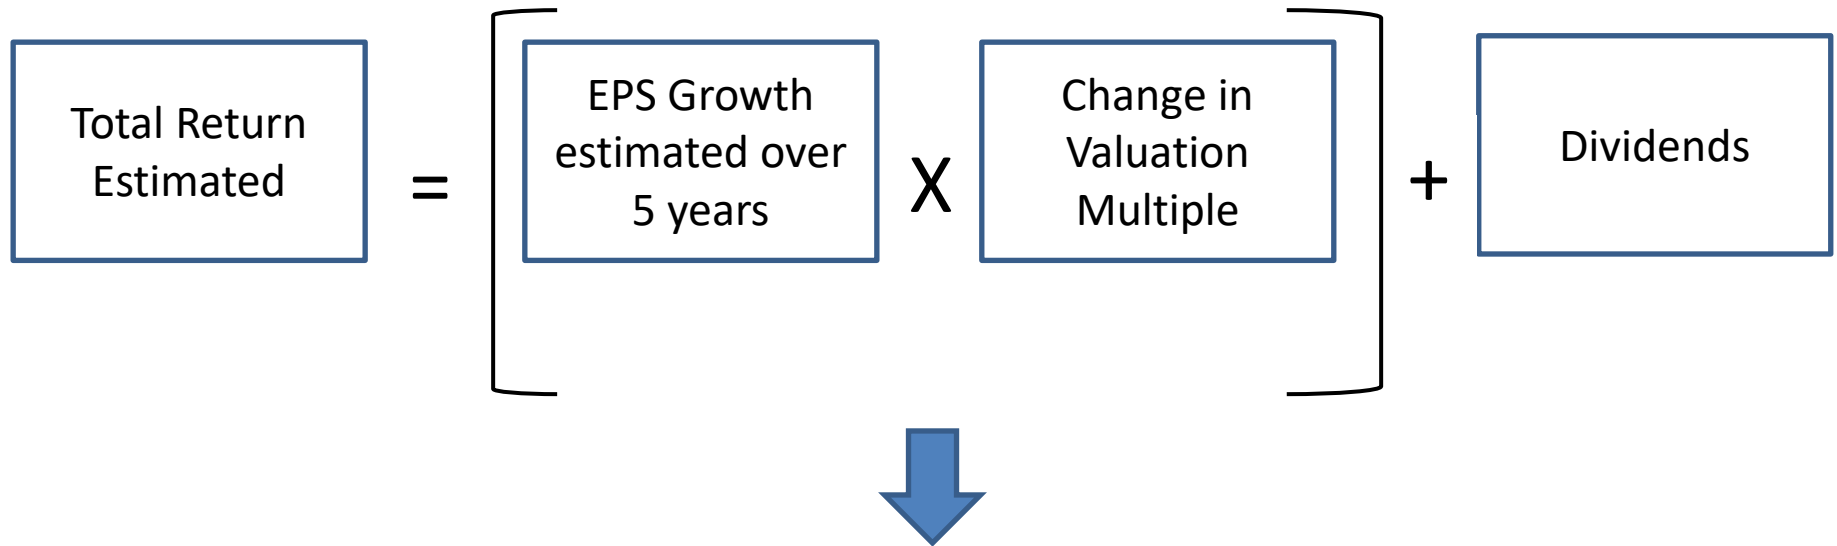 Total Return
Estimated
=
EPS Growth
estimated over
5 years
X
Change in
Valuation
Multiple
+
Dividends